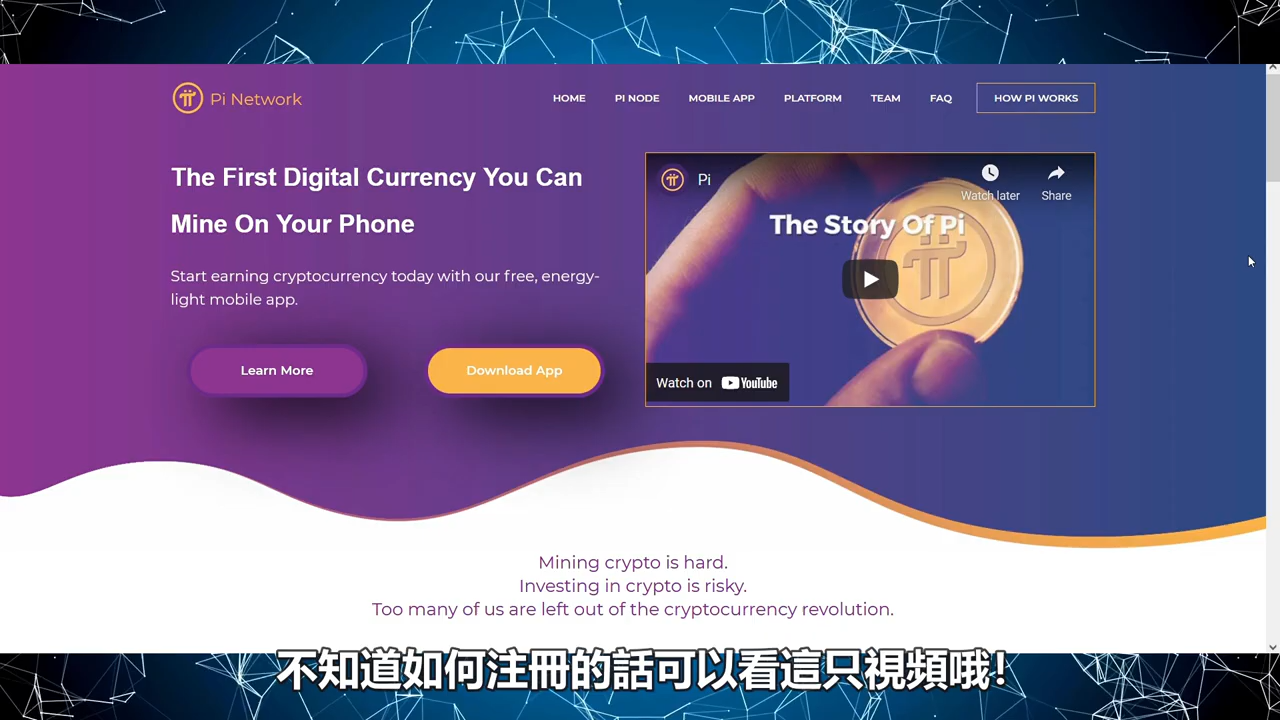 Pi Network
HOME PI NODE MOBILE APP PLATFORM TEAM FAQ HOW PI WORKS
The First Digital Currency You Can
Mine On Your Phone
Start earning cryptocurrency today with our free, energy-
light mobile app.
Learn More
Download App
Pi
Watch later
Share
The Story Of Pi
Watch on YouTube
Mining crypto is hard.
Investing in crypto is risky.
Too many of us are left out of the cryptocurrency revolution.
不知道如何注冊的話可以看這只視頻哦!